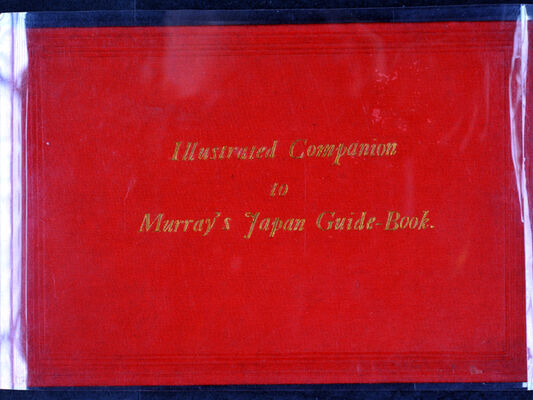 Illustrated Companion
to
Murray's Japan Guide-Book.